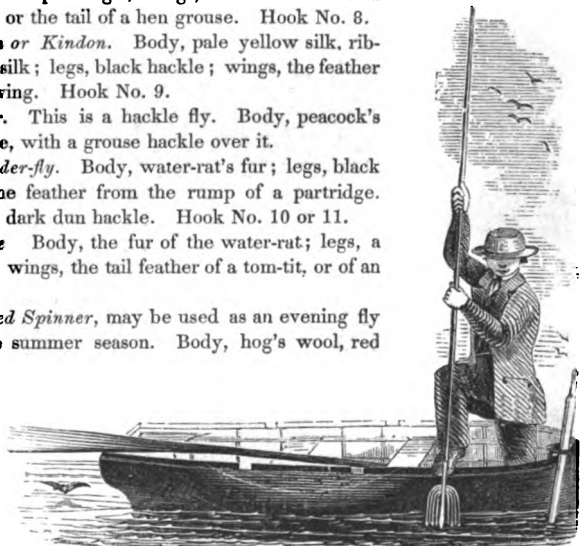 or the tail of a hen grouse. Hook No. 8.
or Kindon. Body, pale yellow silk, rib-
silk; legs, black hackle; wings, the feather
Hook No. 9.
This is a hackle fly. Body, peacock's
with a grouse hackle over it.
der-fly. Body, water-rat's fur; legs, black
feather from the rump of a partridge.
dark dun hackle. Hook No. 10 or 11.
Body, the fur of the water-rat; legs, a
wings, the tail feather of a tom-tit, or of an
ed Spinner, may be used as an evening fly
summer season. Body, hog's wool, red